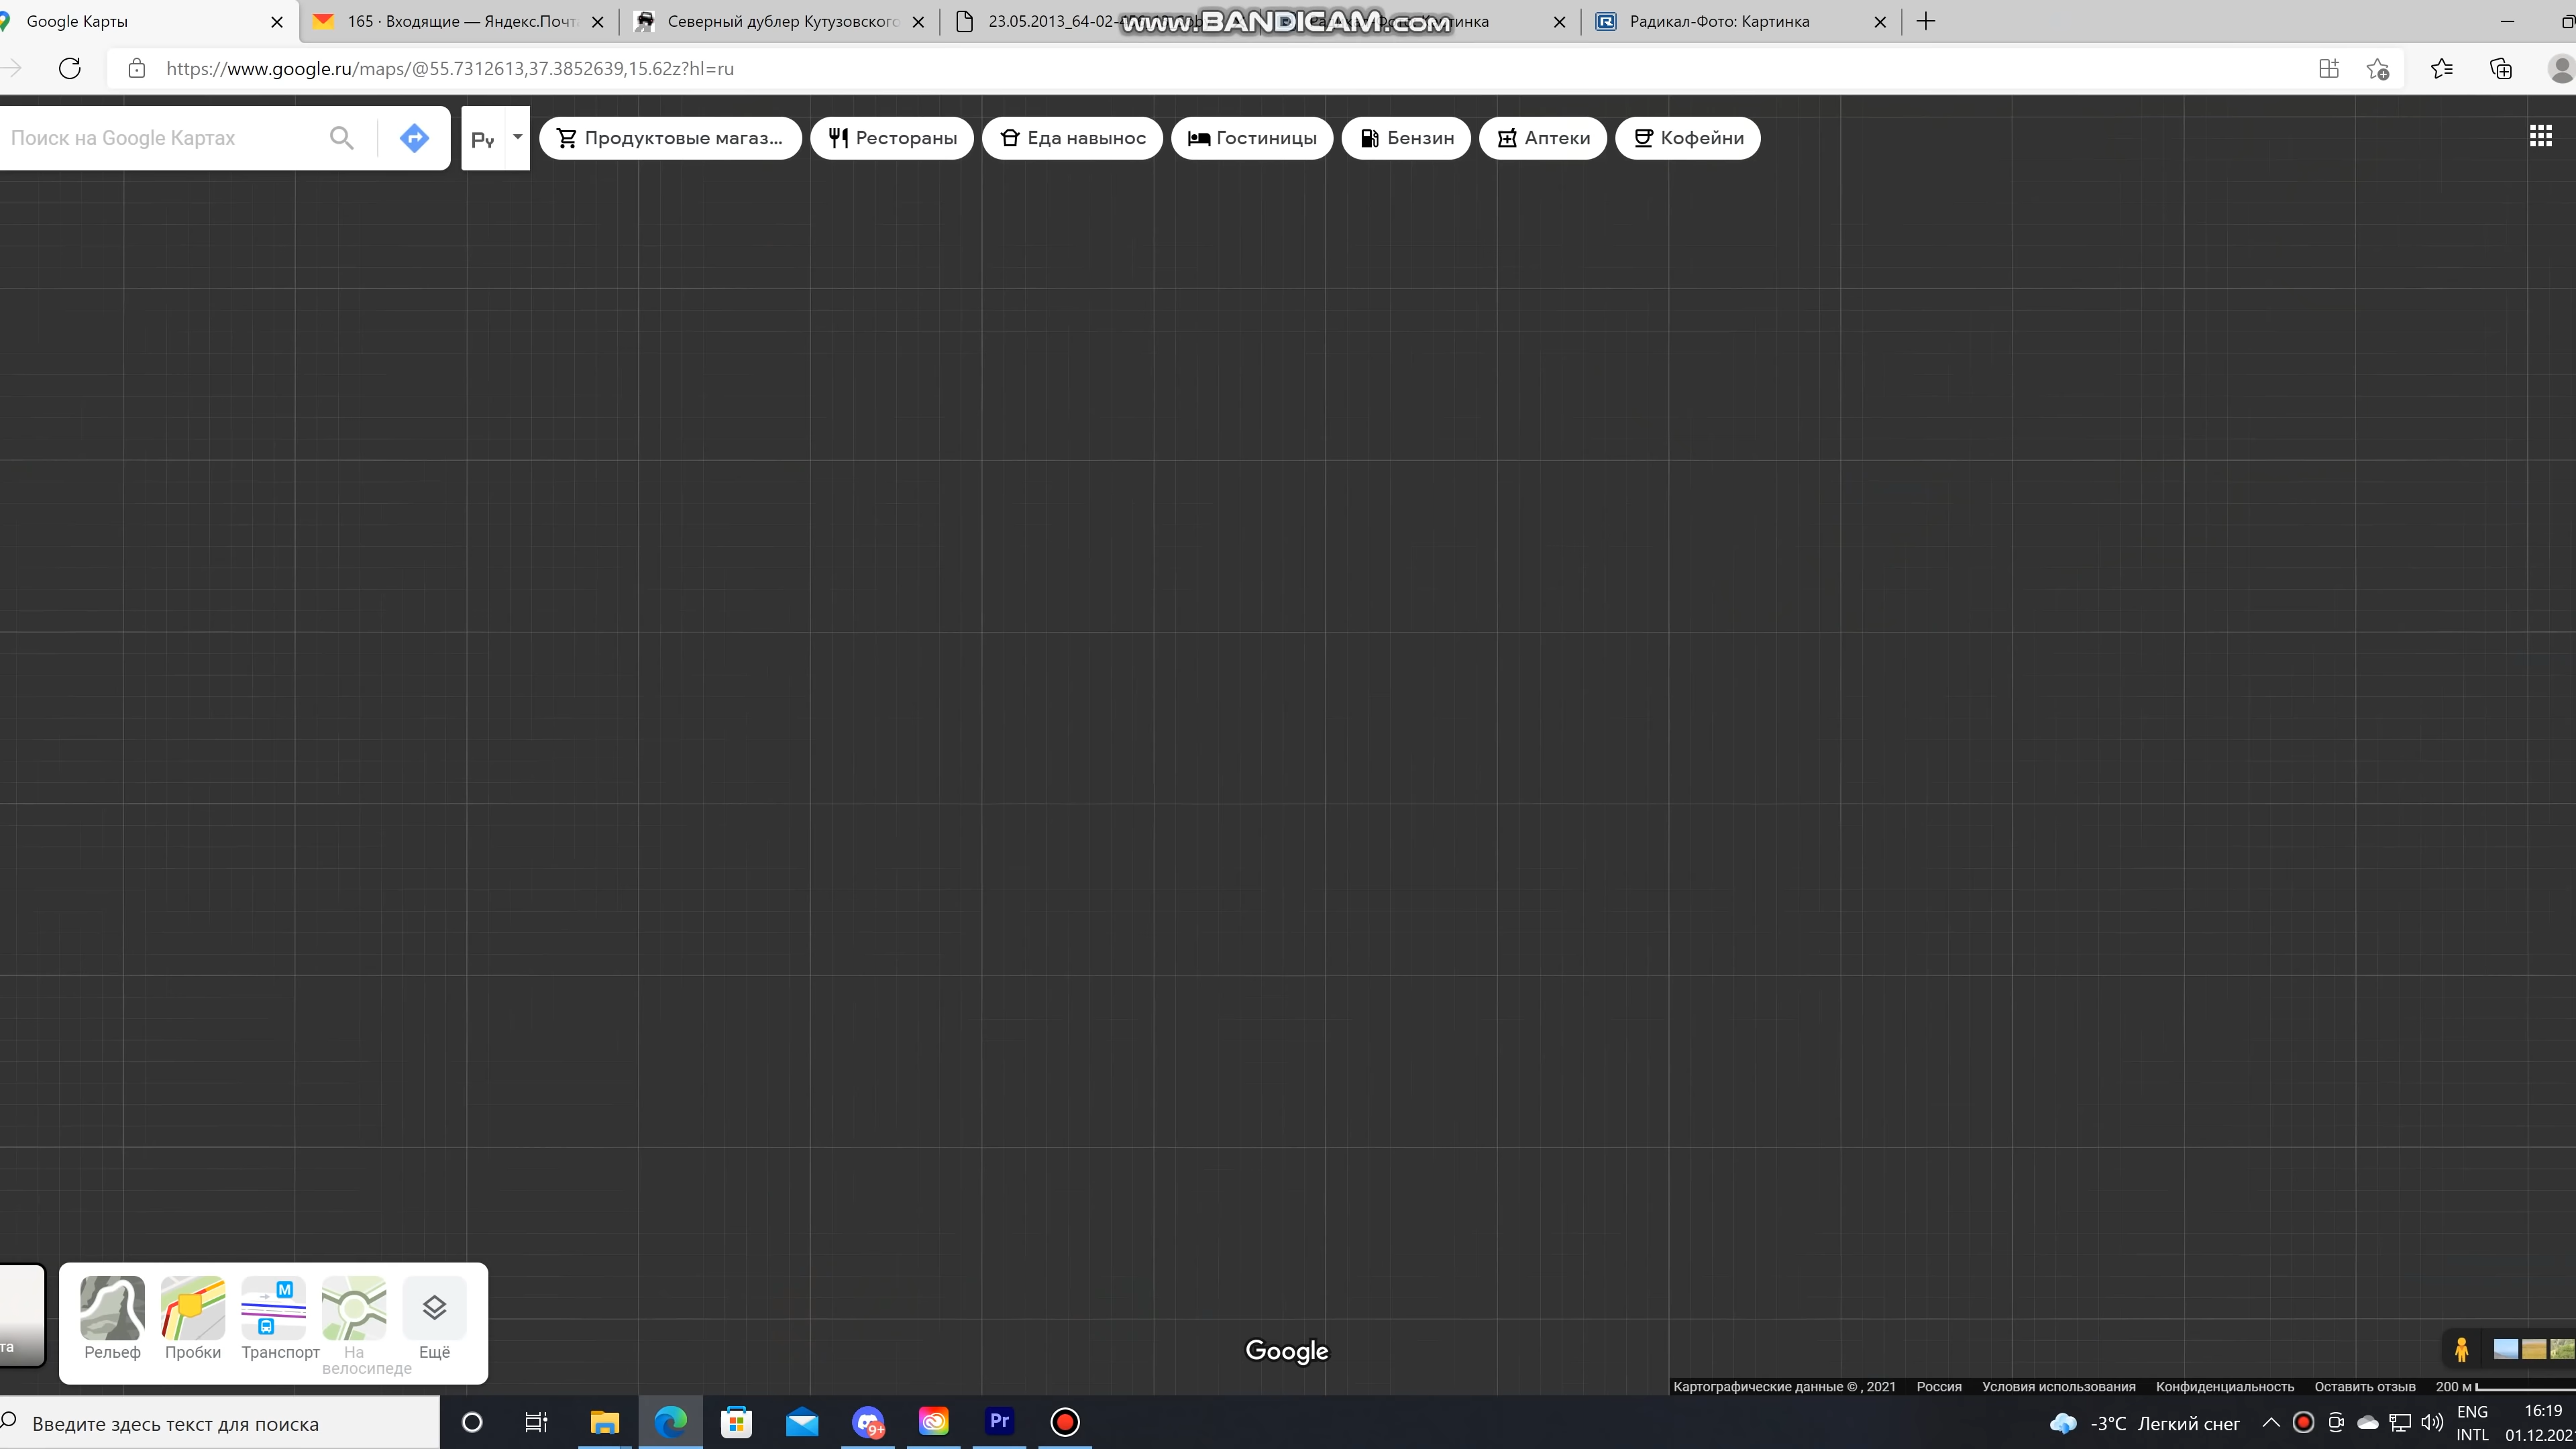 Google Карты
165 · Входящие — Яндекс.Почт
Северный дублер Кутузовского
23.05.2013_64-02-
www.BANDICAM.com
Радикал-Фото: Картинка
https://www.google.ru/maps/@55.7312613,37.3852639,15.62z?hl=ru
Поиск на Google Картах
Ру
Продуктовые магаз...
Рестораны
Еда навынос
Гостиницы
Бензин
Аптеки
Кофейни
та
Рельеф
Пробки
M
Транспорт
На
велосипеде
Ещё
Google
Картографические данные © , 2021
Россия
Условия использования
Конфиденциальность
Оставить отзыв
200 м
Введите здесь текст для поиска
9+
Pr
-3°C Легкий снег
ENG
INTL
16:19
01.12.202